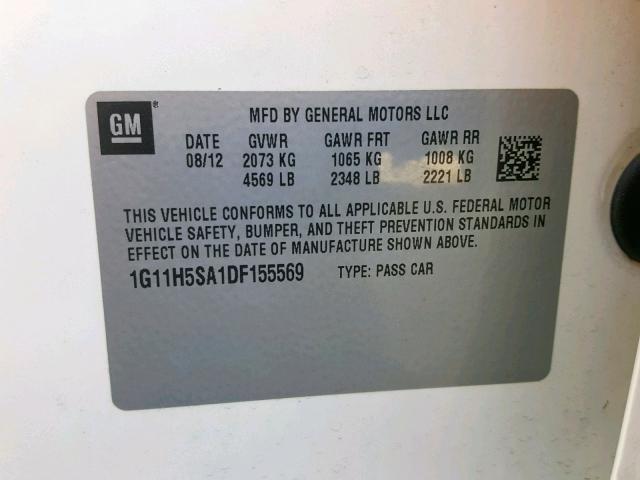 GM®
MFD BY GENERAL MOTORS LLC
DATE GVWR GAWR FRT GAWR RR
08/12 2073 KG 1065 KG 1008 KG
4569 LB 2348 LB 2221 LB
THIS VEHICLE CONFORMS TO ALL APPLICABLE U.S. FEDERAL MOTOR
VEHICLE SAFETY, BUMPER, AND THEFT PREVENTION STANDARDS IN
EFFECT ON THE DATE OF MANUFACTURE SHOWN ABOVE.
1G11H5SA1DF155569 TYPE: PASS CAR